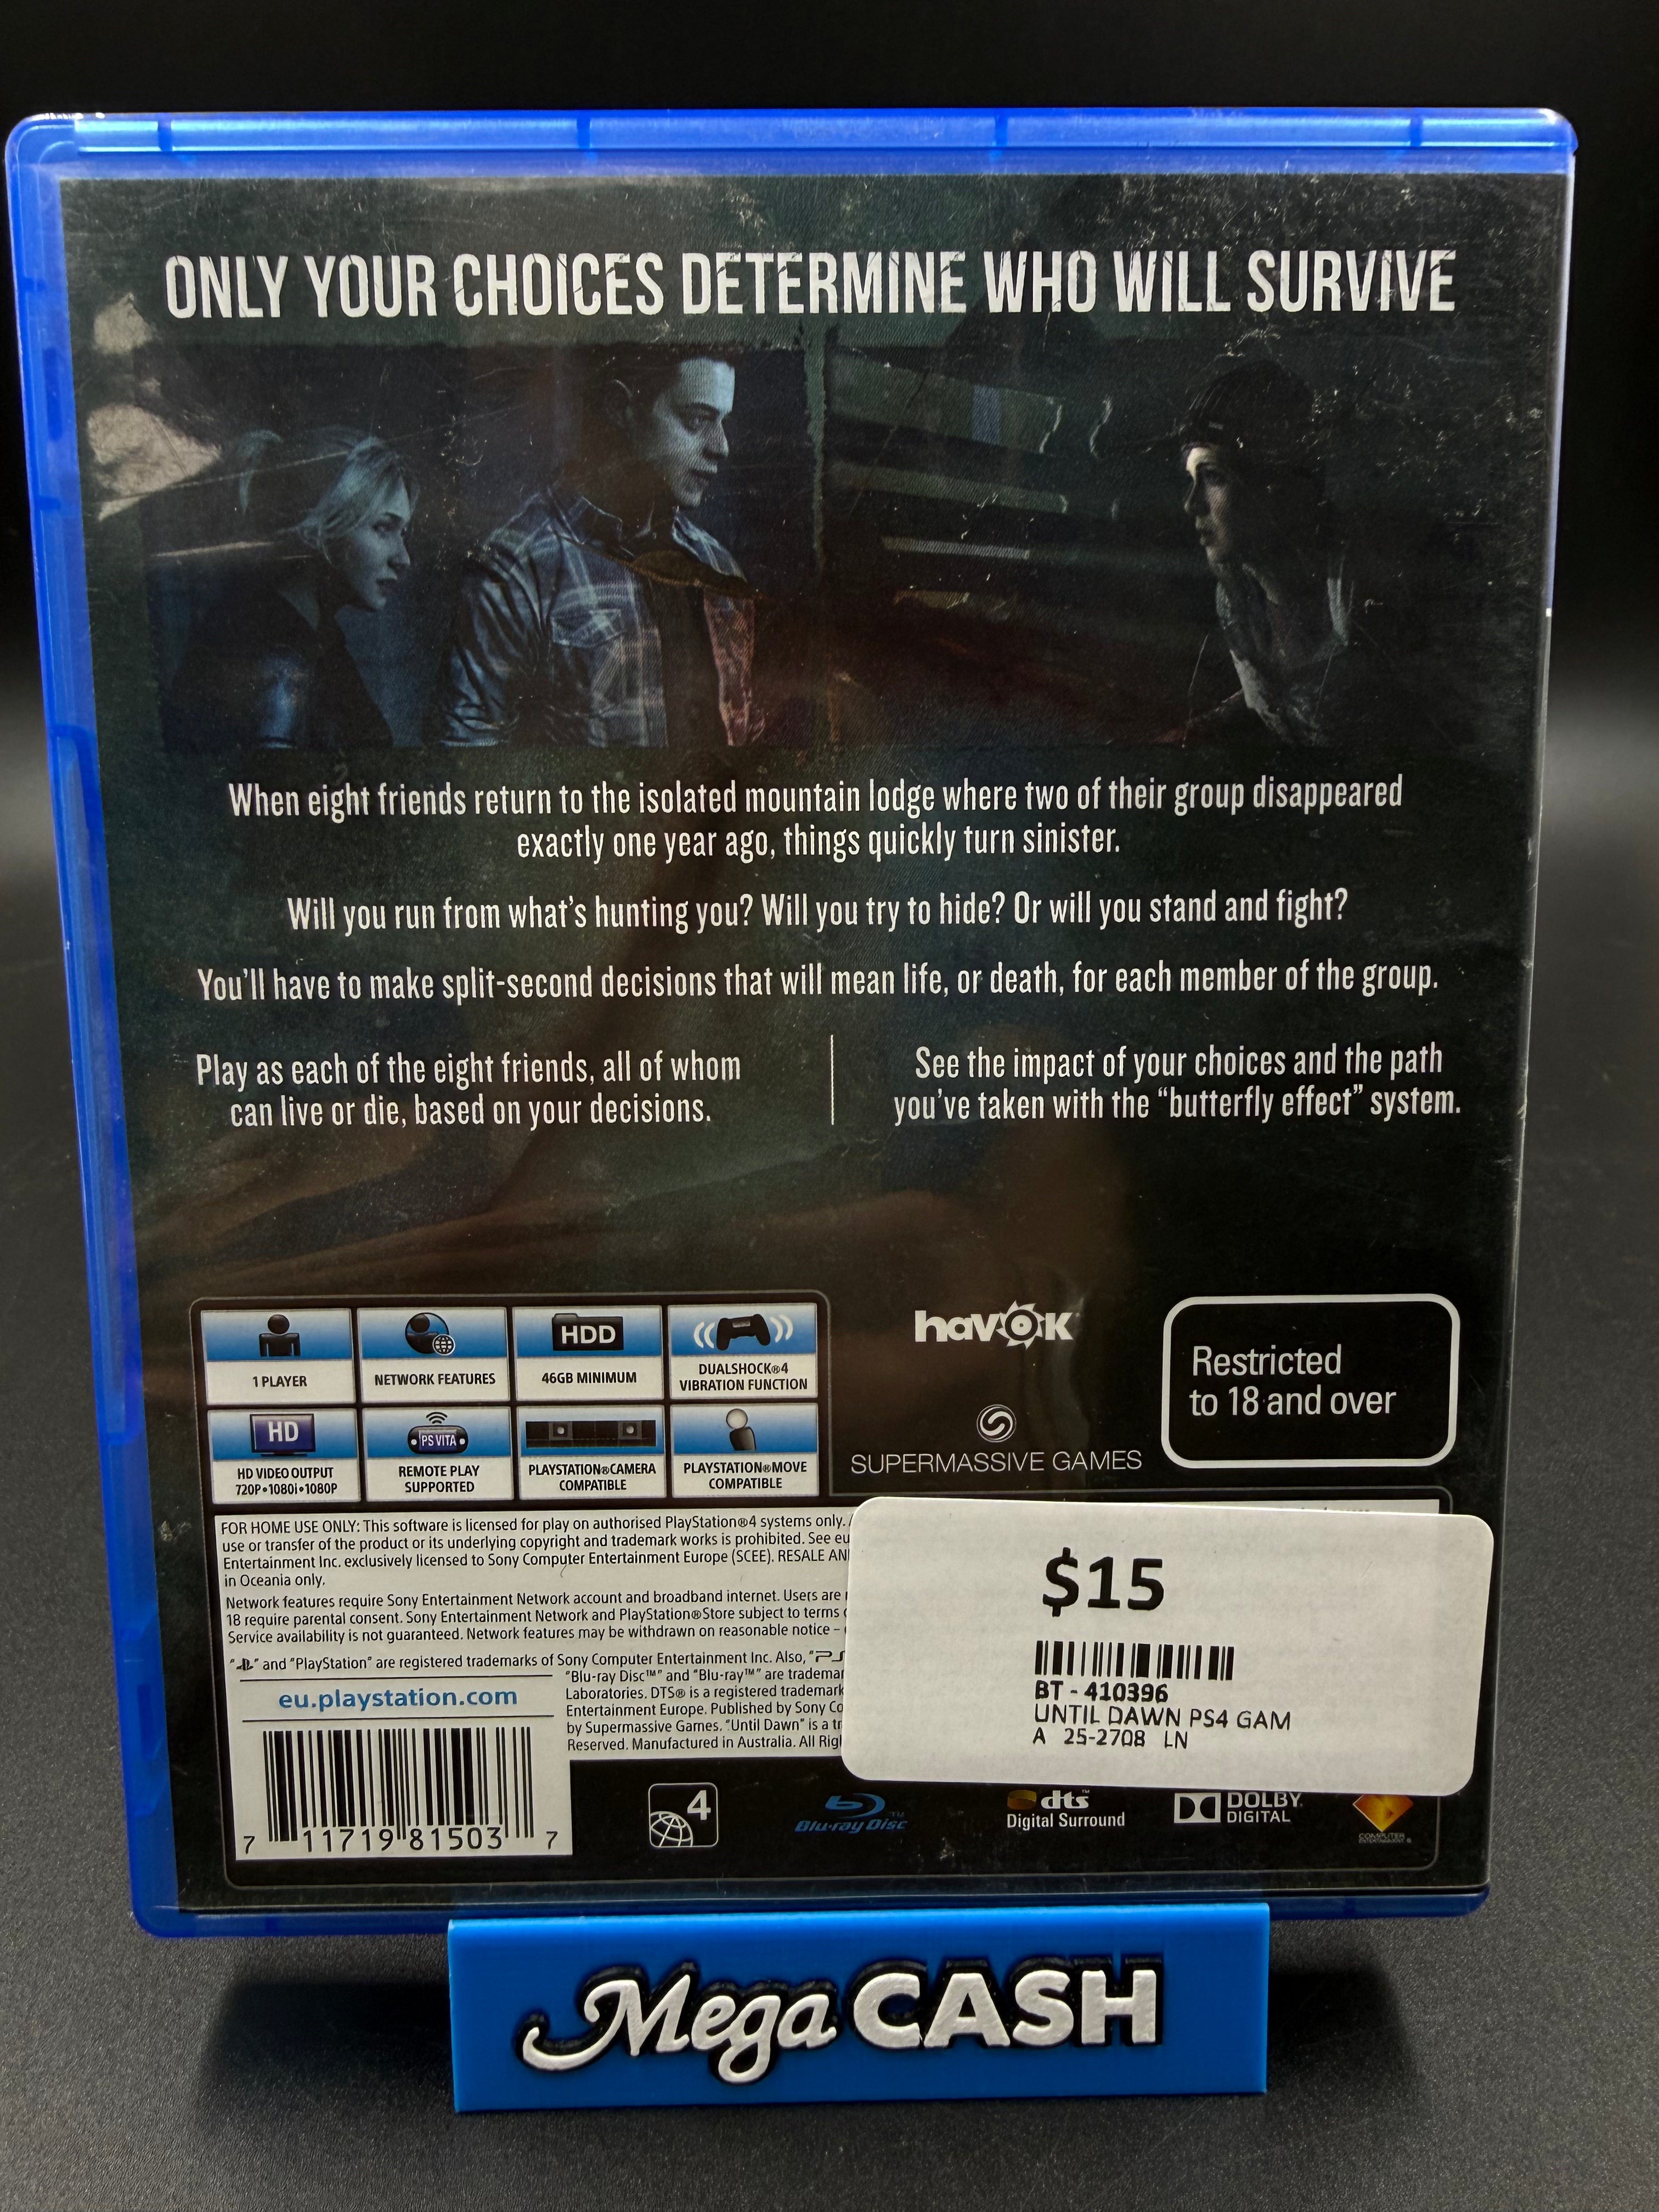 ONLY YOUR CHOICES DETERMINE WHO WILL SURVIVE
When eight friends return to the isolated mountain lodge where two of their group disappeared
exactly one year ago, things quickly turn sinister.
Will you run from what's hunting you? Will you try to hide? Or will you stand and fight?
You'll have to make split-second decisions that will mean life, or death, for each member of the group.
Play as each of the eight friends, all of whom
can live or die, based on your decisions.
See the impact of your choices and the path
you've taken with the “butterfly effect” system.
1 PLAYER
NETWORK FEATURES
HDD
46GB MINIMUM
DUALSHOCK®4
VIBRATION FUNCTION
HD
HD VIDEO OUTPUT
720P•1080i•1080P
PS VITA
REMOTE PLAY
SUPPORTED
PLAYSTATION®CAMERA
COMPATIBLE
PLAYSTATION®MOVE
COMPATIBLE
havok
SUPERMASSIVE GAMES
Restricted
to 18 and over
FOR HOME USE ONLY: This software is licensed for play on authorised PlayStation®4 systems only.
use or transfer of the product or its underlying copyright and trademark works is prohibited. See eu
Entertainment Inc. exclusively licensed to Sony Computer Entertainment Europe (SCEE). RESALE AN
in Oceania only.
Network features require Sony Entertainment Network account and broadband internet. Users are
18 require parental consent. Sony Entertainment Network and PlayStation®Store subject to terms
Service availability is not guaranteed. Network features may be withdrawn on reasonable notice –
" " and "PlayStation" are registered trademarks of Sony Computer Entertainment Inc. Also, "
"Blu-ray Disc™" and "Blu-ray™" are tradema
Laboratories. DTS® is a registered trademark
Entertainment Europe. Published by Sony Co
by Supermassive Games. "Until Dawn" is a tr
Reserved. Manufactured in Australia. All Rig
eu.playstation.com
7 11719 81503 7
$15
BT - 410396
UNTIL DAWN PS4 GAM
A 25-2708 LN
4
Blu-ray Disc™
dts™
Digital Surround
DOLBY
DIGITAL
COMPUTER
ENTERTAINMENT
Mega CASH